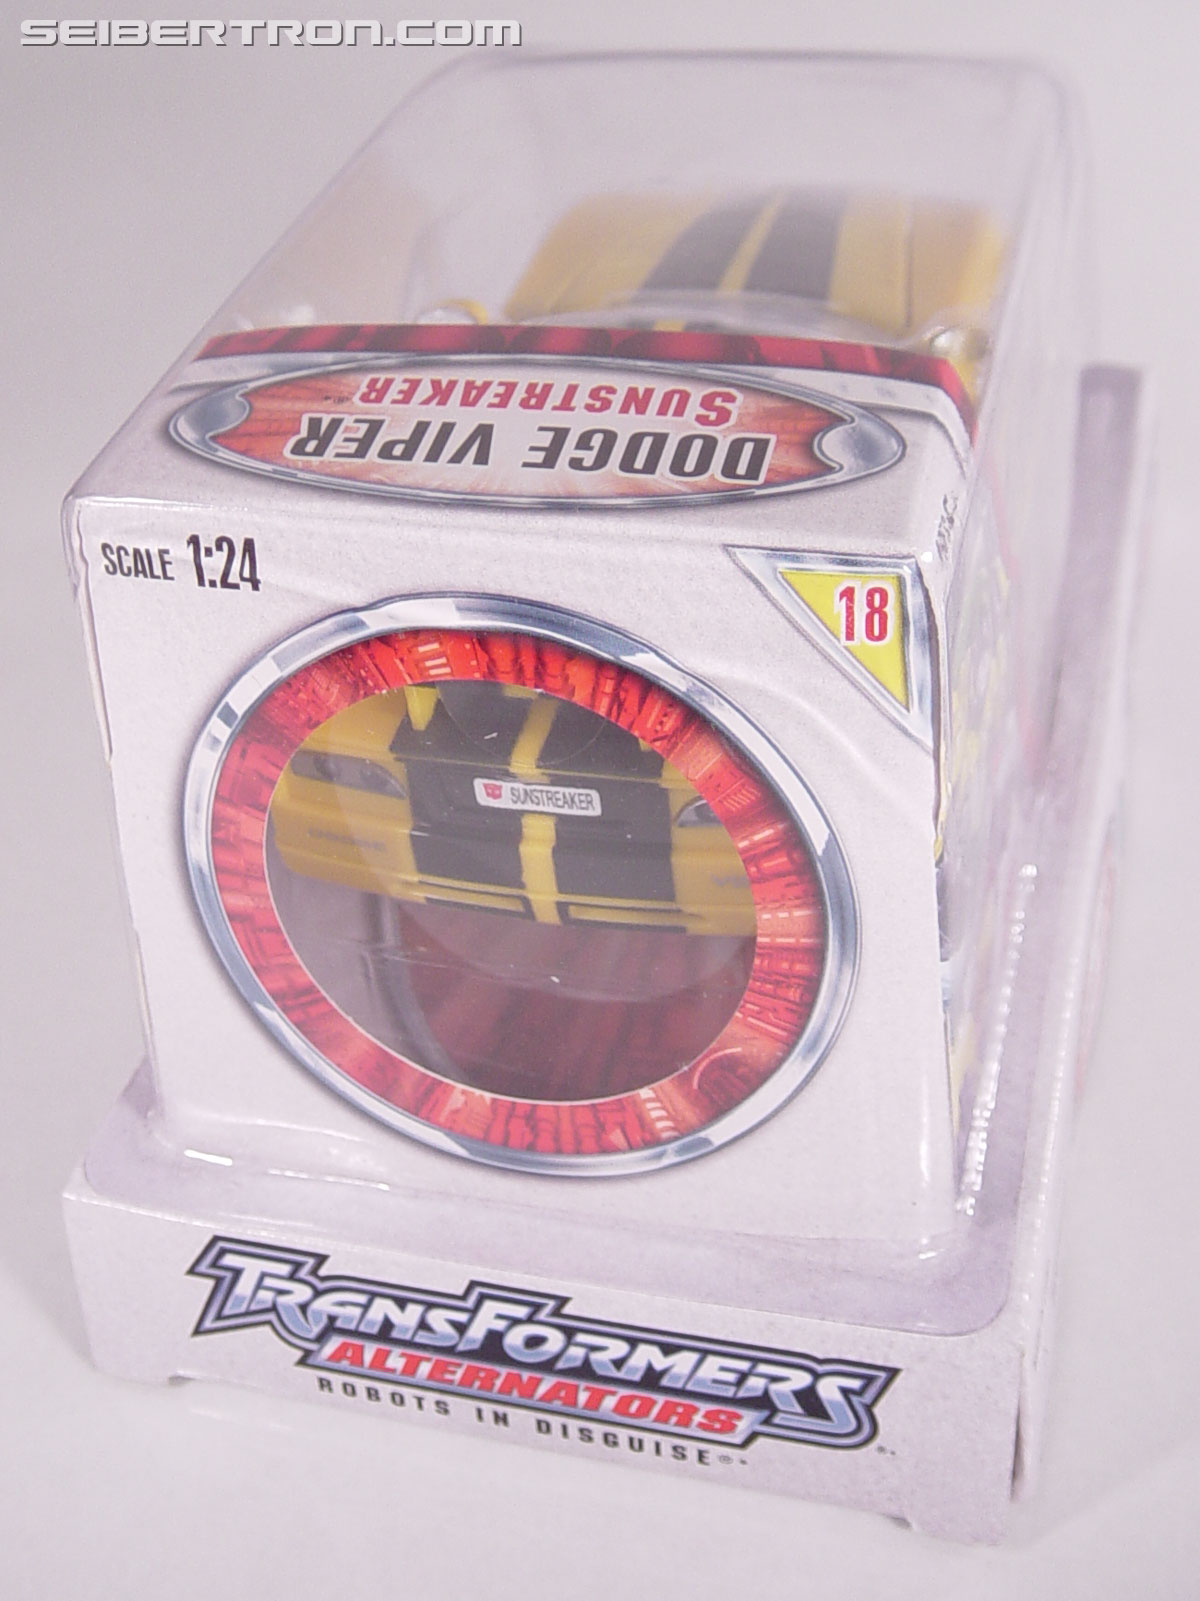 SEIBERTRON.com
DODGE VIPER
SUNSTREAKER
SCALE 1:24
18
SUNSTREAKER
TRANSFORMERS
ALTERNATORS
ROBOTS IN DISGUISE